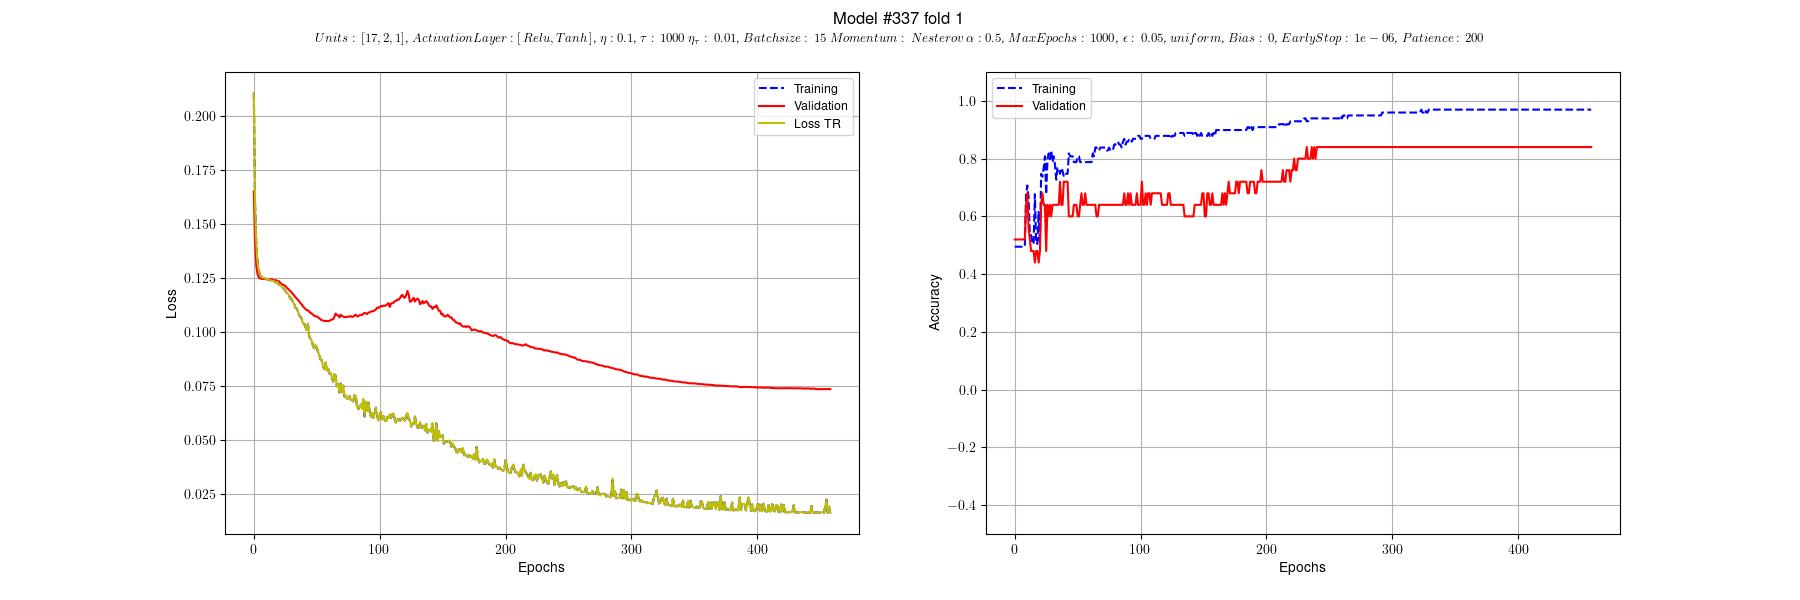 Model #337 fold 1
Units : [17, 2, 1], ActivationLayer : [ Relu, Tanh ], η : 0.1, τ : 1000 η_τ : 0.01, Batchsize : 15 Momentum : Nesterov α : 0.5, MaxEpochs : 1000, ϵ : 0.05, uniform, Bias : 0, EarlyStop : 1e − 06, Patience : 200
Training
Validation
Loss TR
0.200
0.175
0.150
0.125
0.100
0.075
0.050
0.025
Loss
0 100 200 300 400
Epochs
Training
Validation
1.0
0.8
0.6
0.4
0.2
0.0
−0.2
−0.4
Accuracy
0 100 200 300 400
Epochs